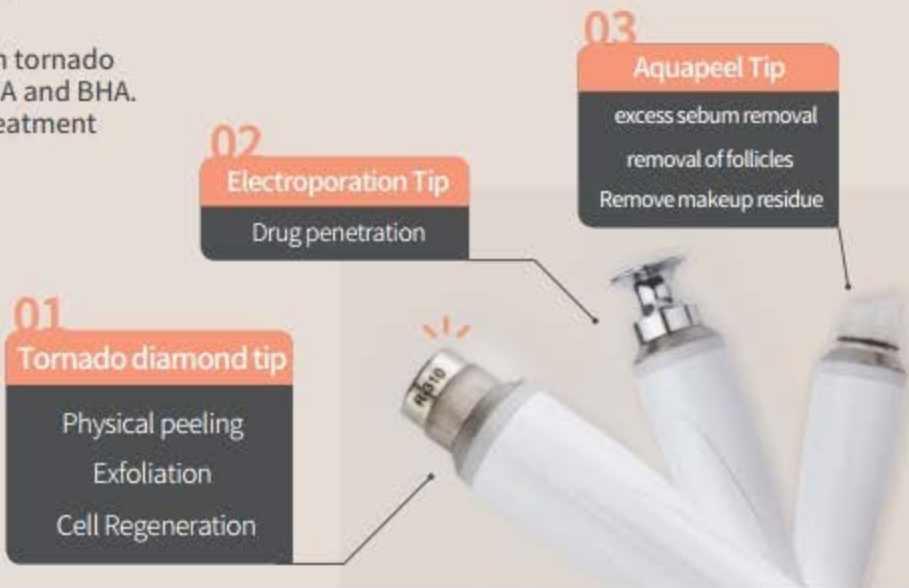 tornado
A and BHA.
eatment
03
Aquapeel Tip
excess sebum removal
removal of follicles
Remove makeup residue
02
Electroporation Tip
Drug penetration
01
Tornado diamond tip
Physical peeling
Exfoliation
Cell Regeneration